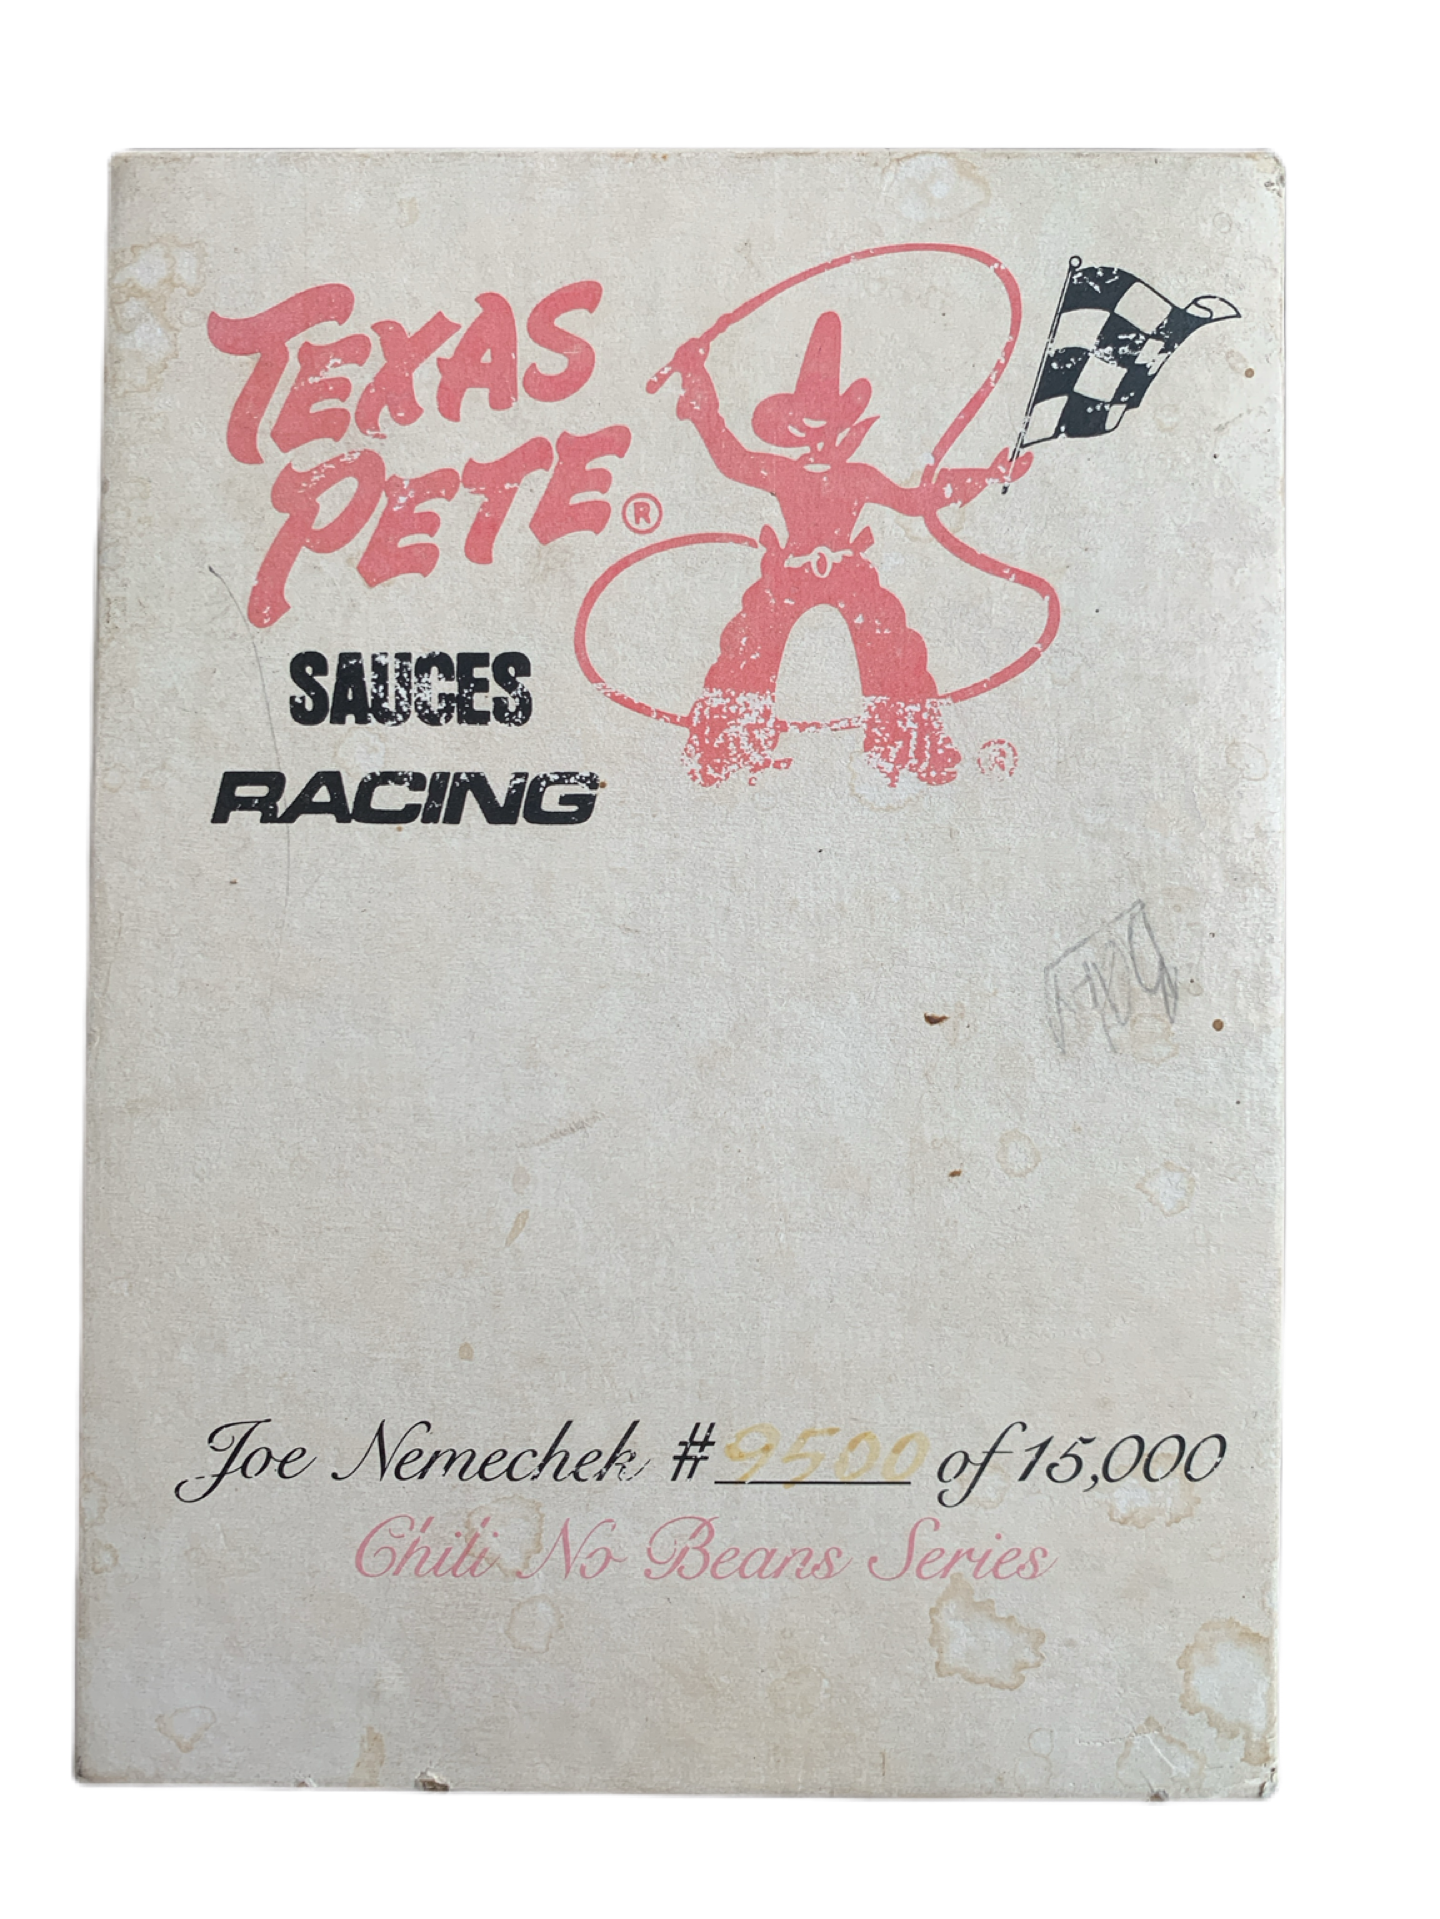 TEXAS
PETE®
SAUCES
RACING
®
Joe Nemechek # 9500 of 15,000
Chili No Beans Series